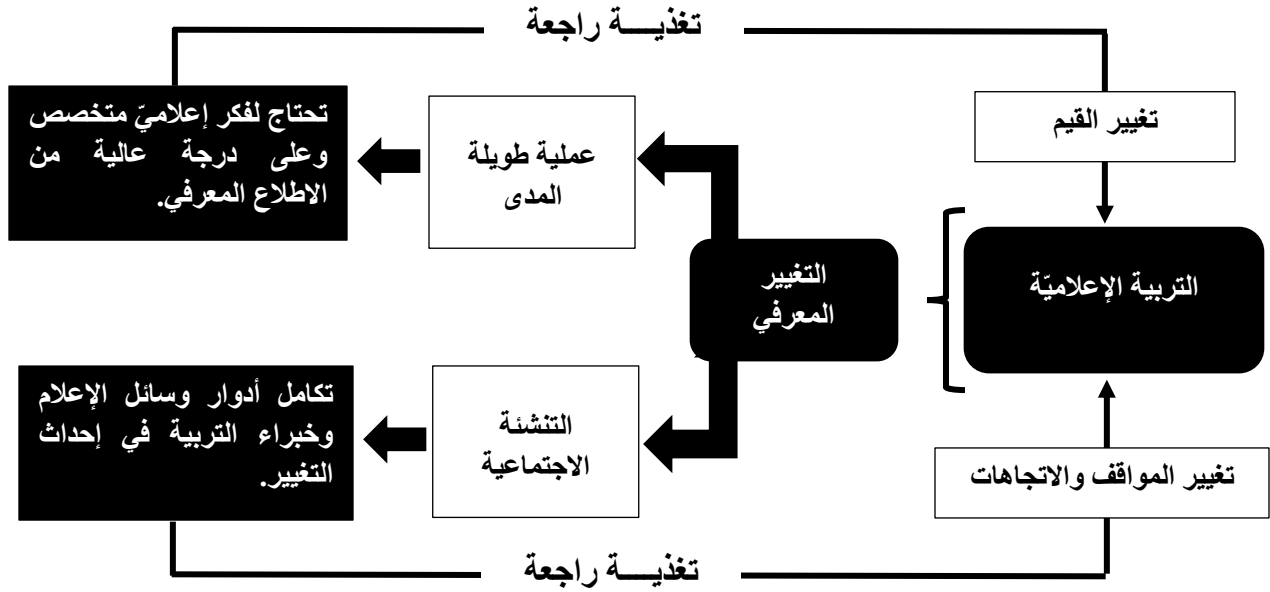 تغذيـــة راجعة
تغيير القيم
تحتاج لفكر إعلاميّ متخصص
وعلى درجة عالية من
الاطلاع المعرفي.
عملية طويلة
المدى
التربية الإعلاميّة
التغيير
المعرفي
تغيير المواقف والاتجاهات
التنشئة
الاجتماعية
تكامل أدوار وسائل الإعلام
وخبراء التربية في إحداث
التغيير.
تغذيـــة راجعة